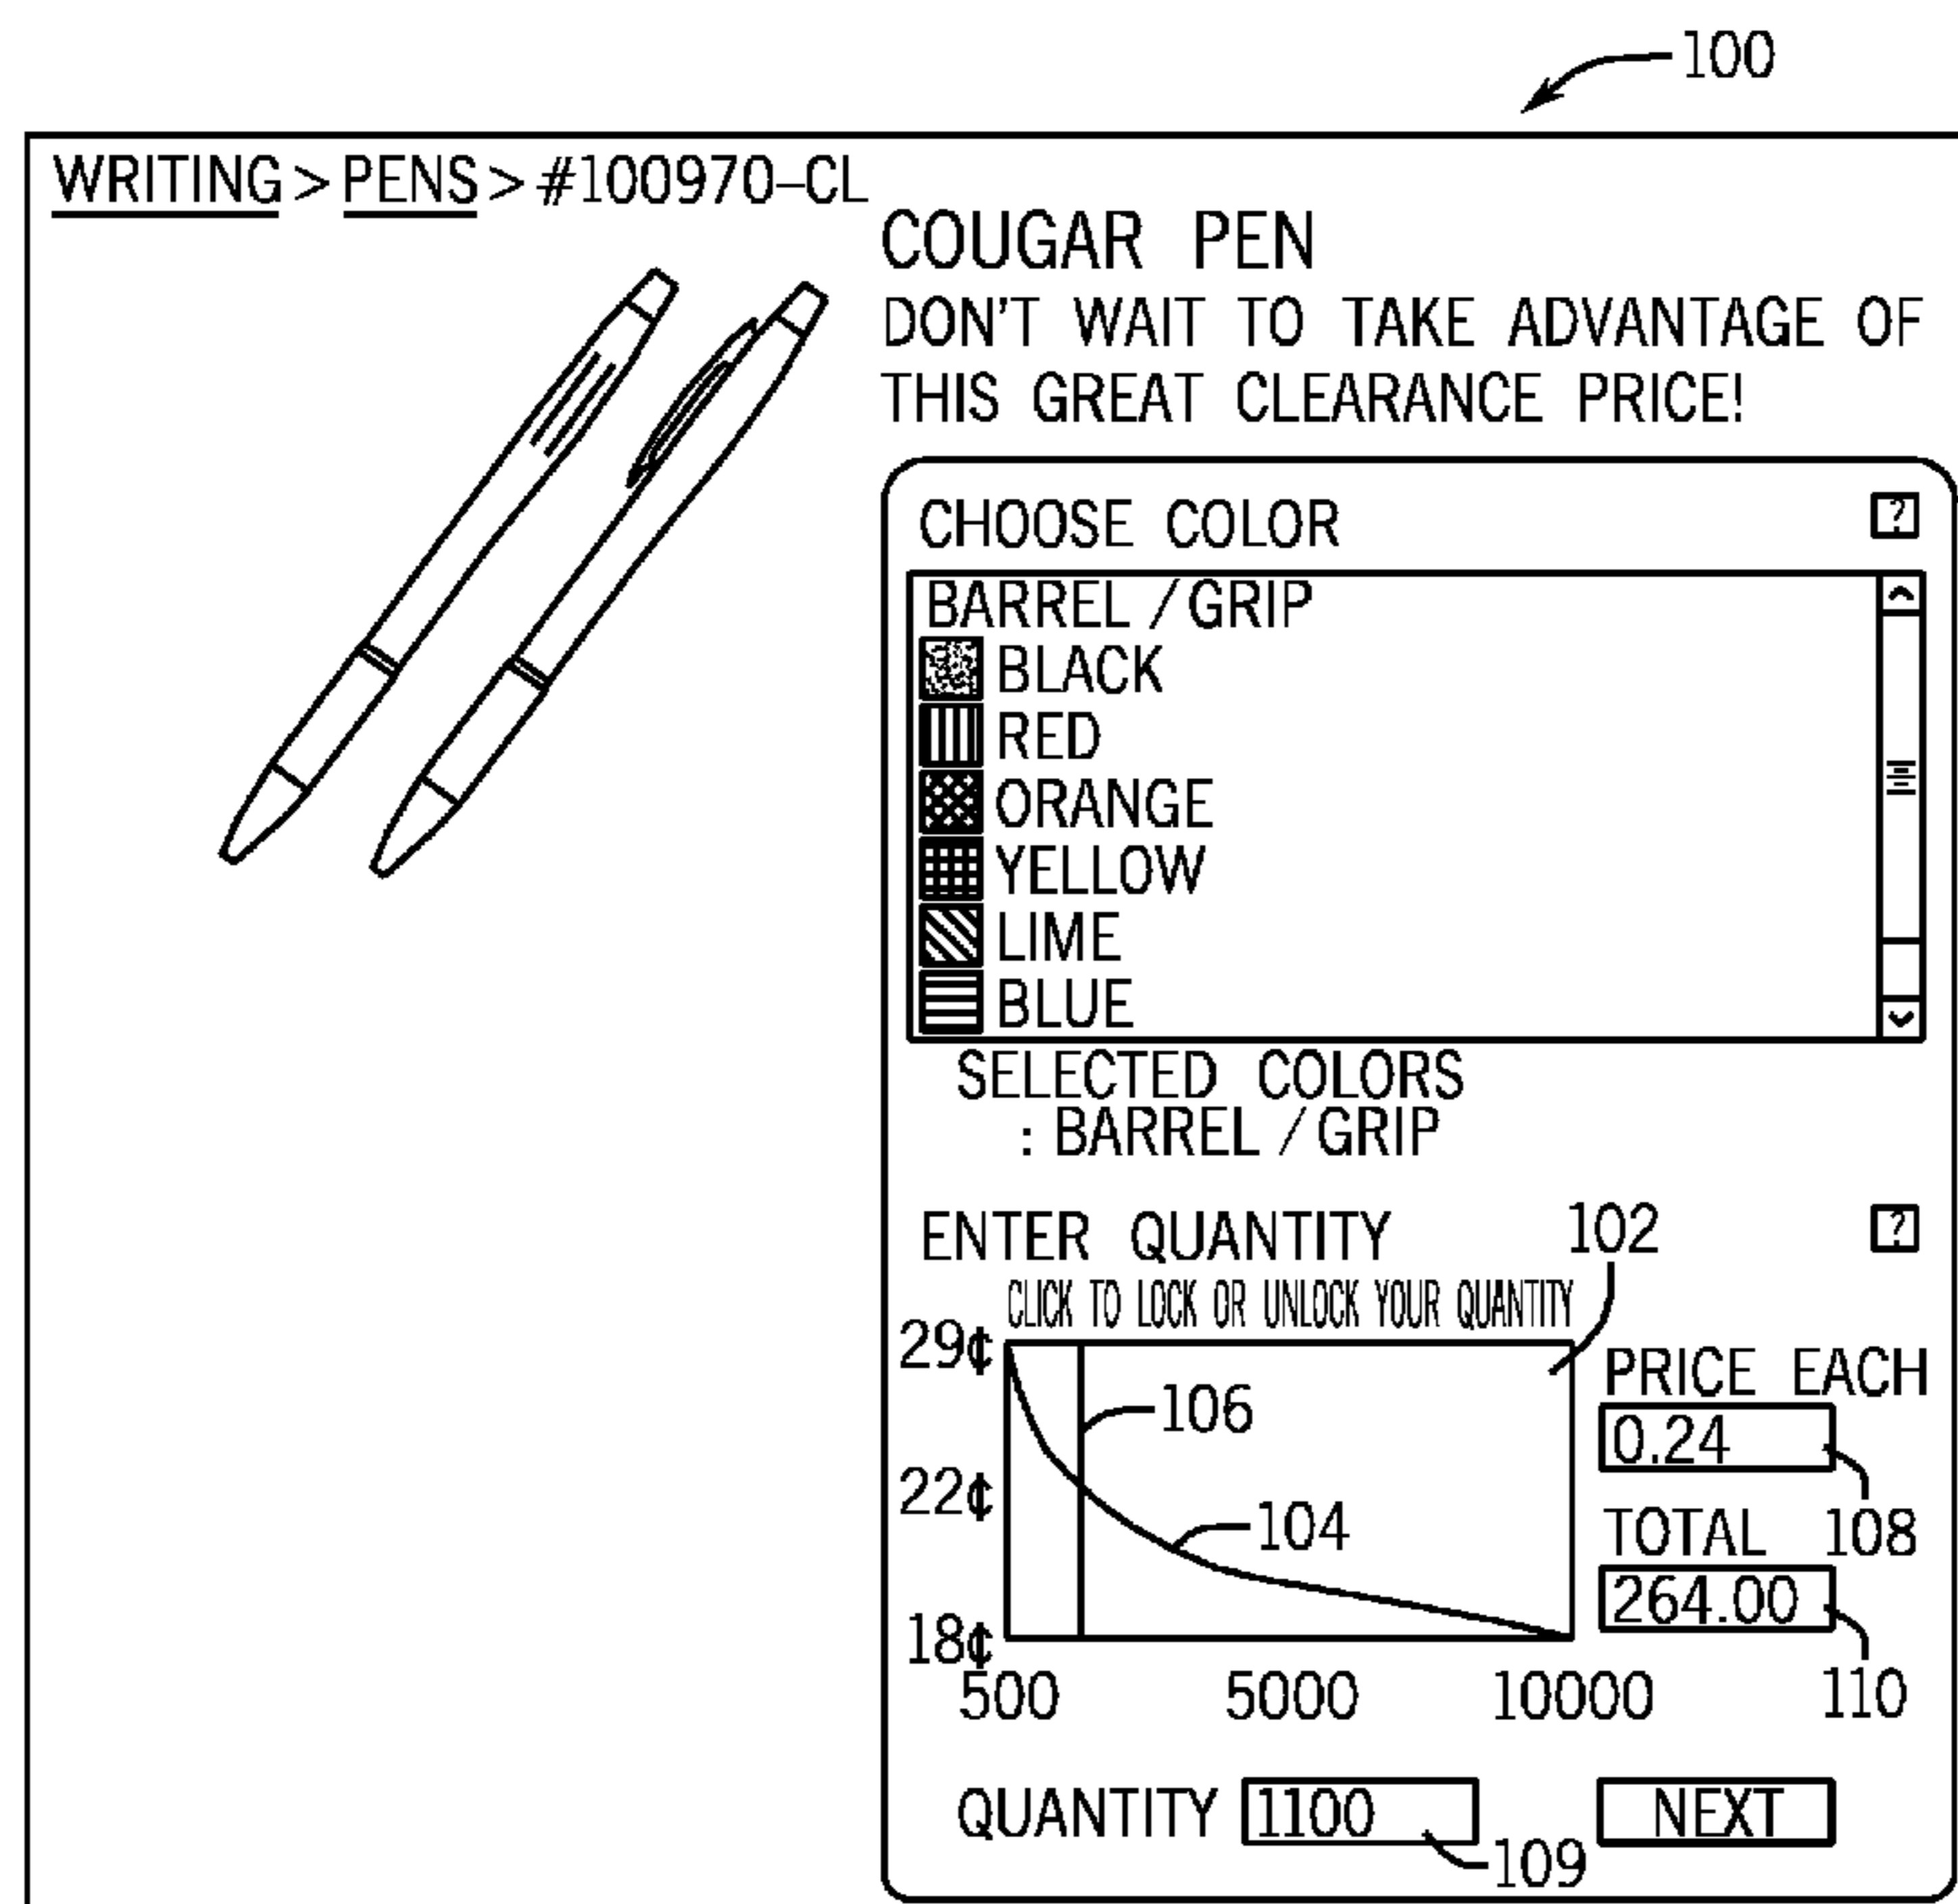 100
WRITING > PENS > #100970-CL
COUGAR PEN
DON'T WAIT TO TAKE ADVANTAGE OF
THIS GREAT CLEARANCE PRICE!
CHOOSE COLOR ?
BARREL / GRIP
BLACK
RED
ORANGE
YELLOW
LIME
BLUE
SELECTED COLORS
: BARREL / GRIP
ENTER QUANTITY 102 ?
CLICK TO LOCK OR UNLOCK YOUR QUANTITY
29¢ PRICE EACH
106 0.24
22¢ 104 TOTAL 108
264.00
18¢
500 5000 10000 110
QUANTITY 1100 NEXT
109